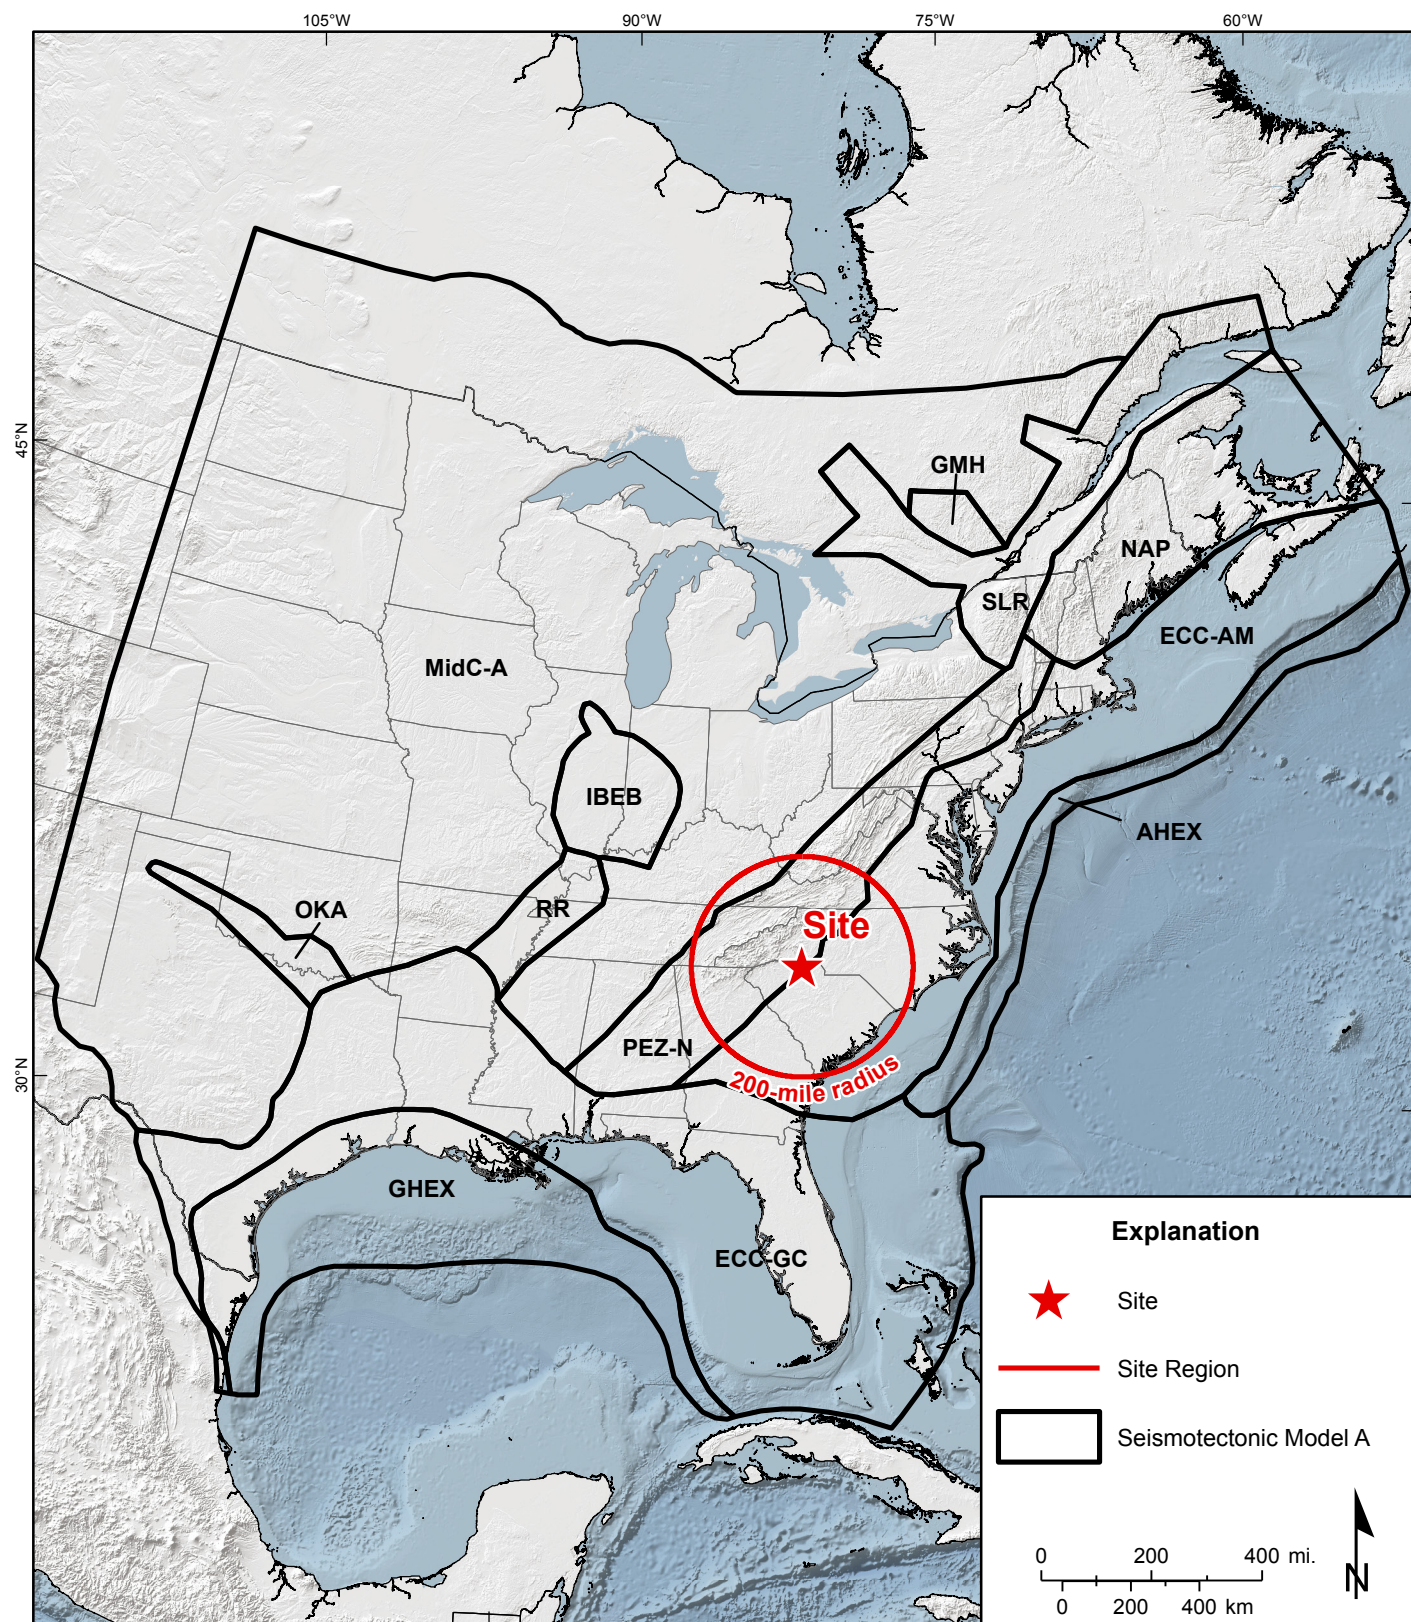 105°W
90°W
75°W
60°W
45°N
30°N
GMH
NAP
SLR
ECC-AM
MidC-A
IBEB
AHEX
OKA
RR
Site
PEZ-N
200-mile radius
GHEX
ECC-GC
Explanation
Site
Site Region
Seismotectonic Model A
0 200 400 mi.
0 200 400 km
N